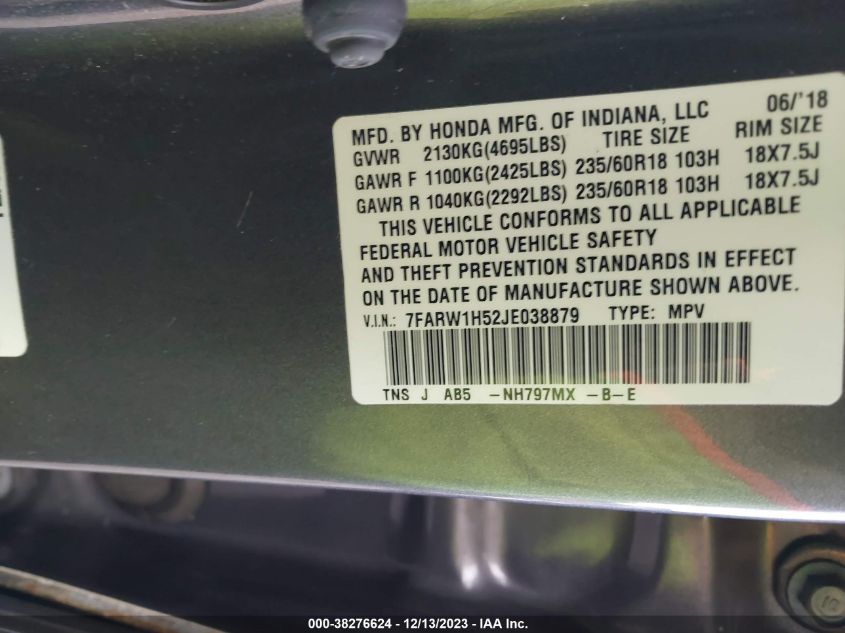 06/'18
MFD. BY HONDA MFG. OF INDIANA, LLC
GVWR 2130KG(4695LBS) TIRE SIZE RIM SIZE
GAWR F 1100KG(2425LBS) 235/60R18 103H 18X7.5J
GAWR R 1040KG(2292LBS) 235/60R18 103H 18X7.5J
THIS VEHICLE CONFORMS TO ALL APPLICABLE
FEDERAL MOTOR VEHICLE SAFETY
AND THEFT PREVENTION STANDARDS IN EFFECT
ON THE DATE OF MANUFACTURE SHOWN ABOVE.
V.I.N.: 7FARW1H52JE038879 TYPE: MPV
TNS J AB5 -NH797MX -B-E
000-38276624 - 12/13/2023 - IAA Inc.